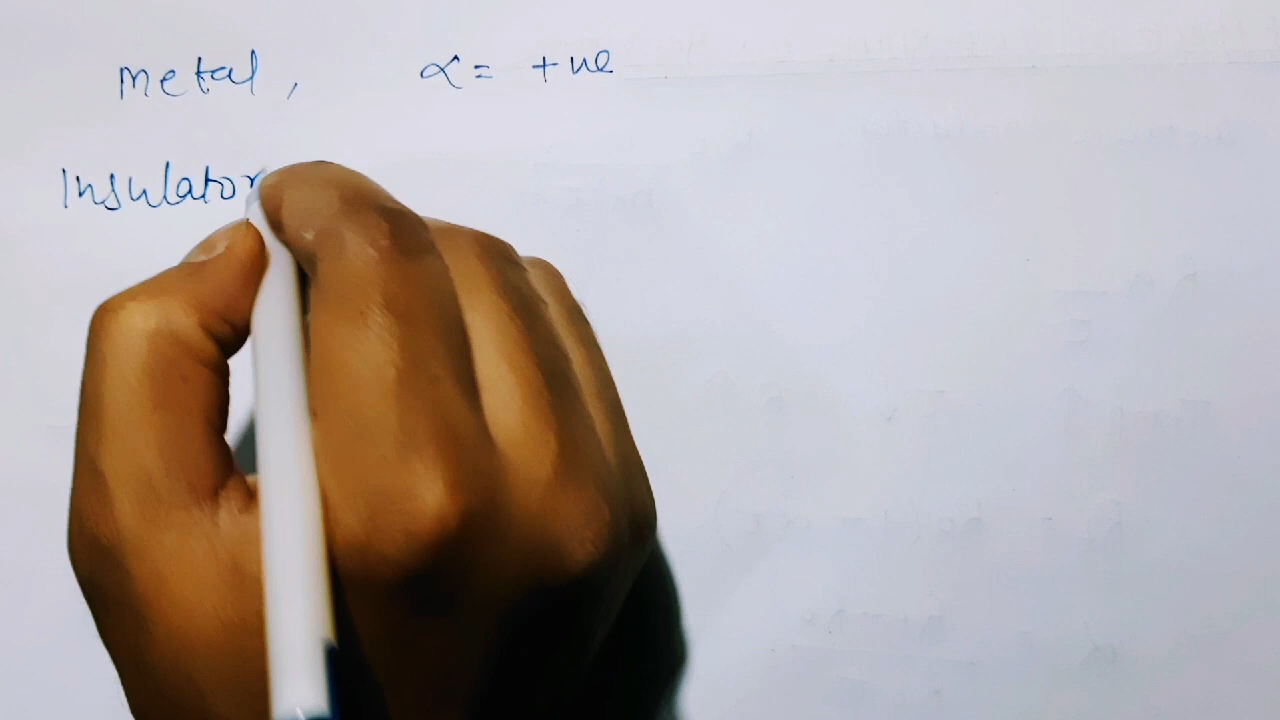 Metal, α = +ve
Insulator